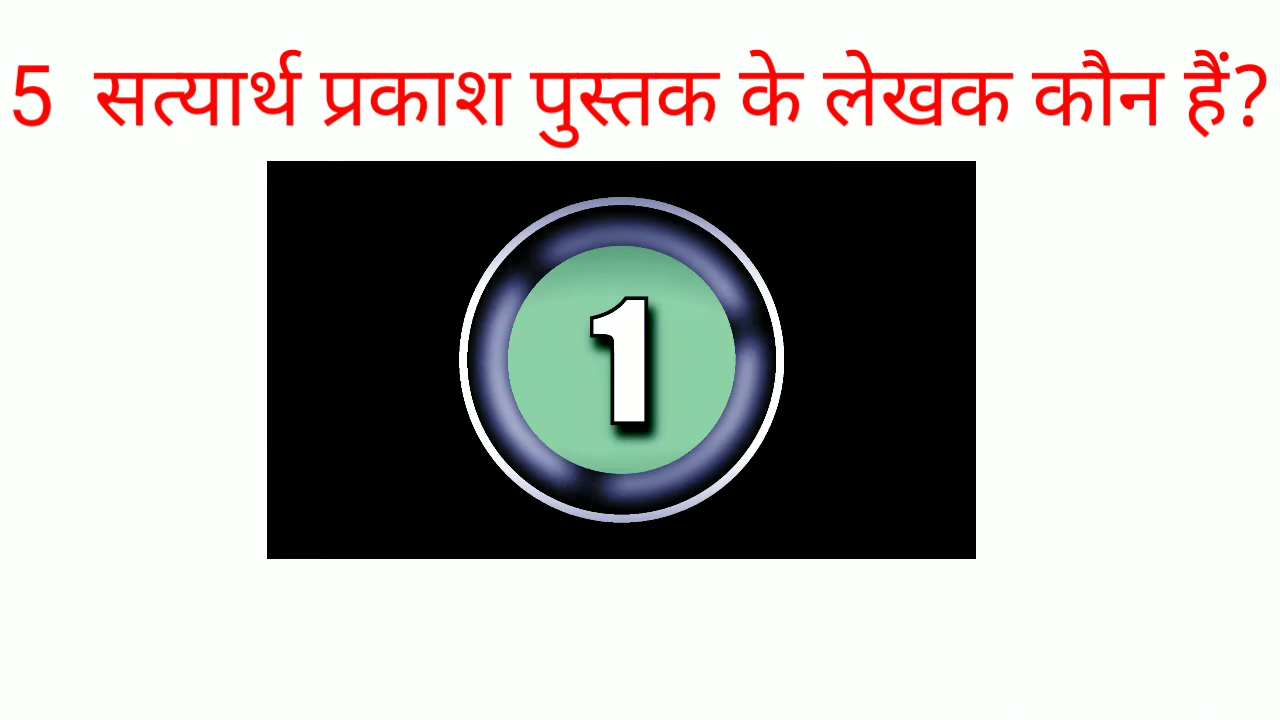 5 सत्यार्थ प्रकाश पुस्तक के लेखक कौन हैं?
1